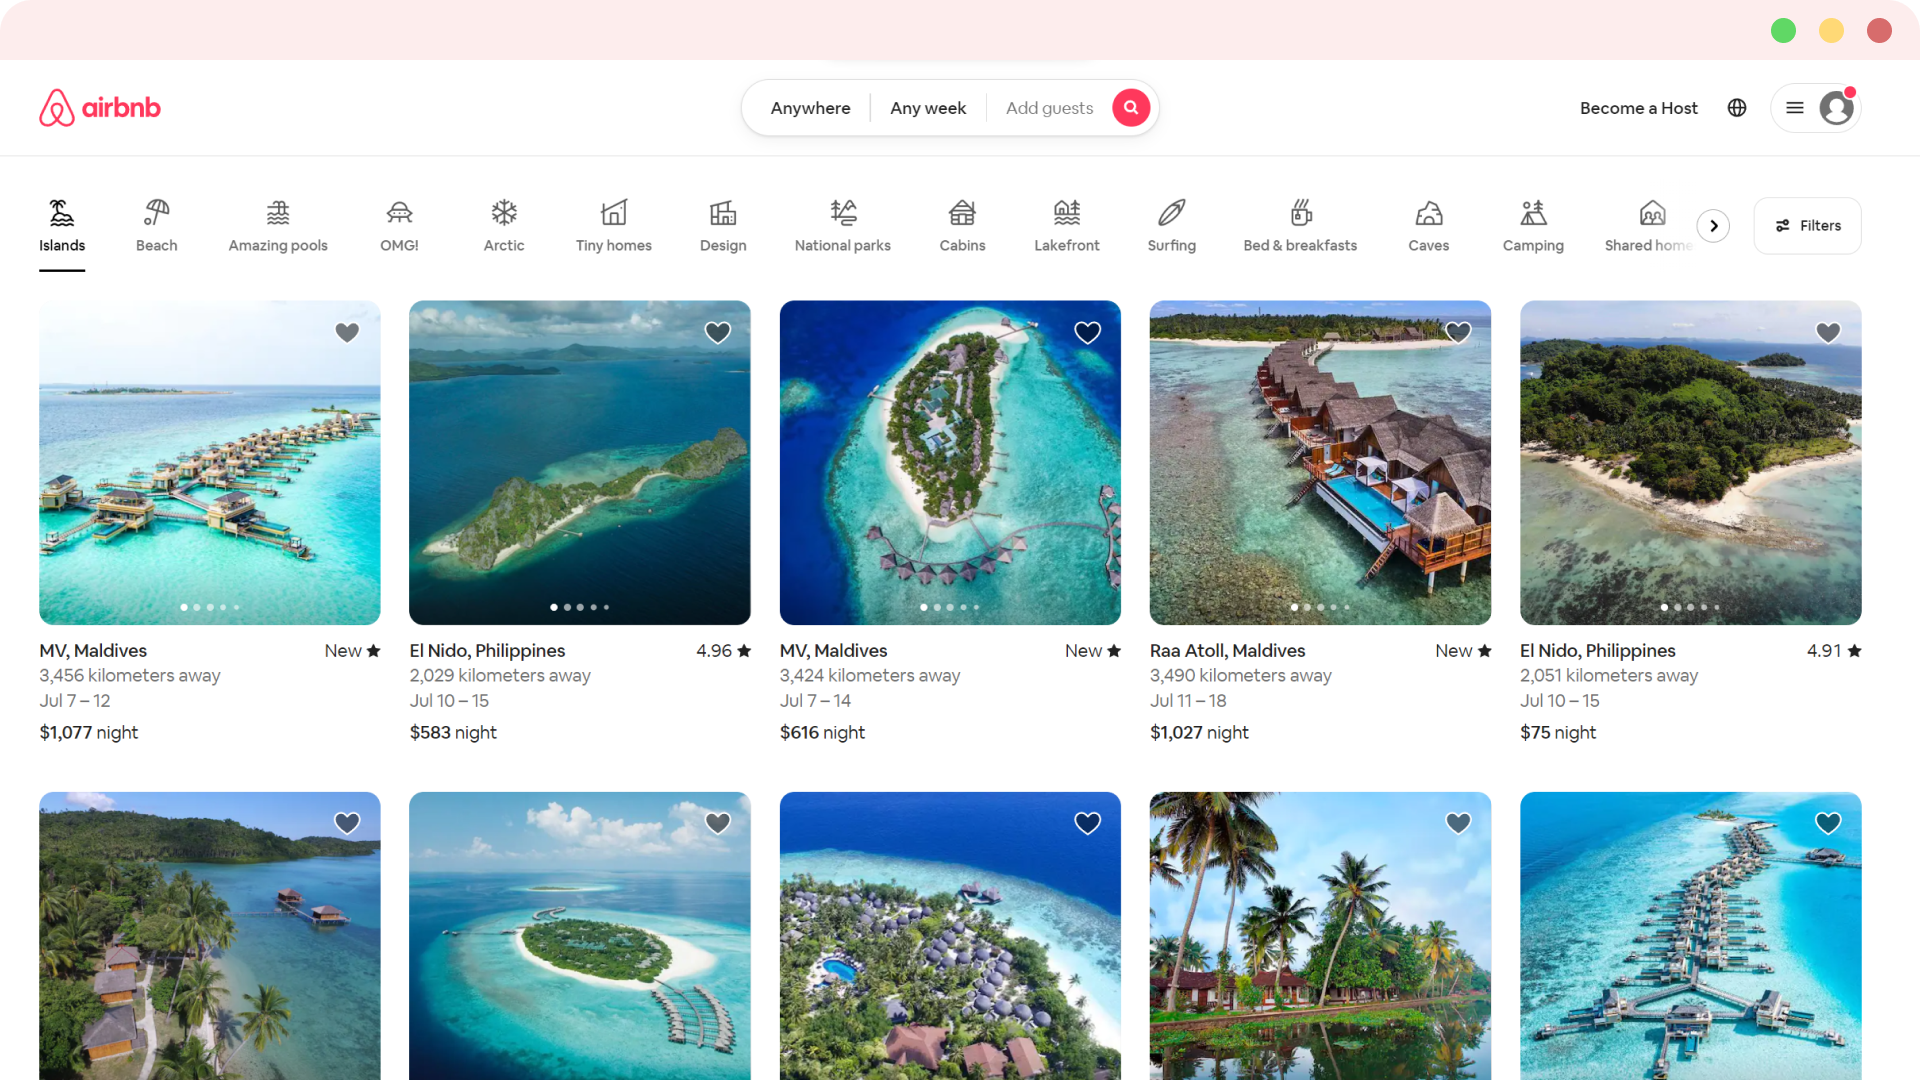 airbnb
Anywhere Any week Add guests
Become a Host
Islands Beach Amazing pools OMG! Arctic Tiny homes Design National parks Cabins Lakefront Surfing Bed & breakfasts Caves Camping Shared home
Filters
MV, Maldives New
3,456 kilometers away
Jul 7 – 12
$1,077 night
El Nido, Philippines 4.96
2,029 kilometers away
Jul 10 – 15
$583 night
MV, Maldives New
3,424 kilometers away
Jul 7 – 14
$616 night
Raa Atoll, Maldives New
3,490 kilometers away
Jul 11 – 18
$1,027 night
El Nido, Philippines 4.91
2,051 kilometers away
Jul 10 – 15
$75 night